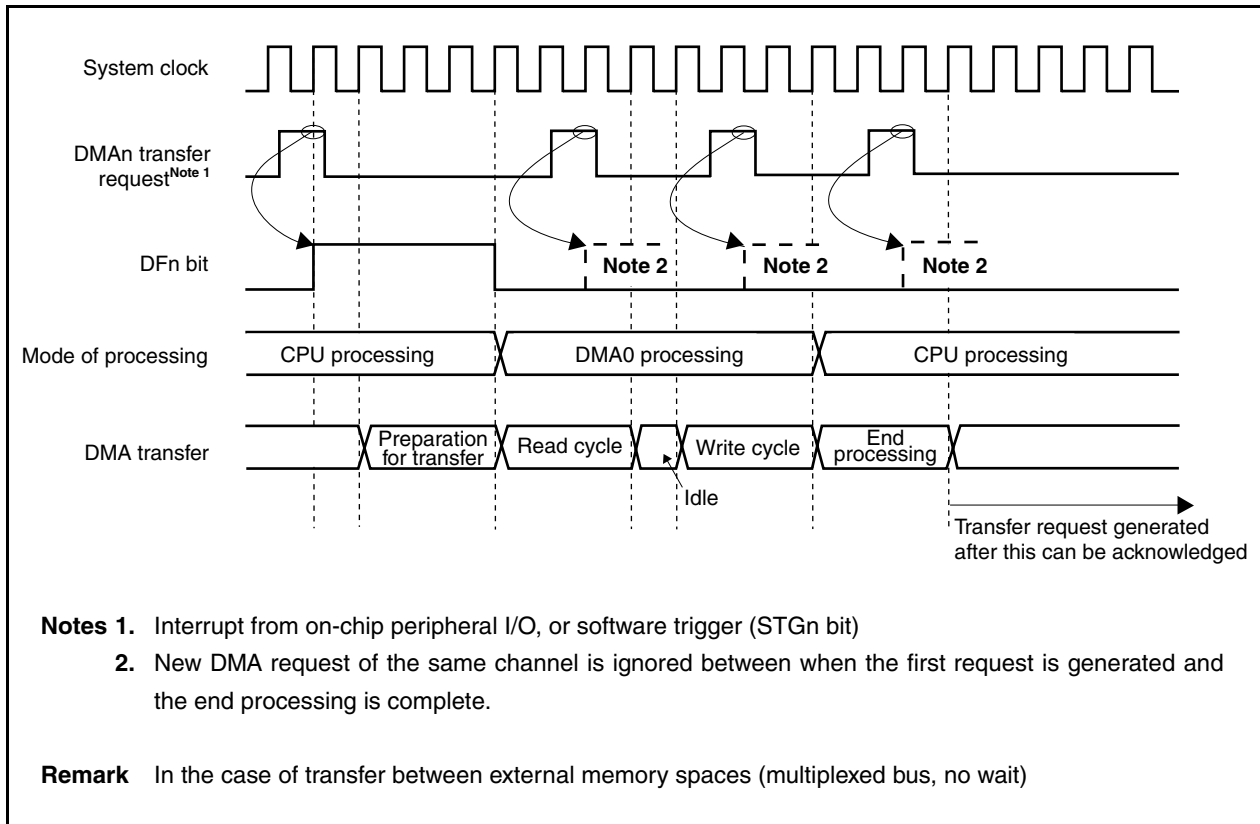 System clock
DMAn transfer
request Note 1
DFn bit
Note 2
Note 2
Note 2
Mode of processing
CPU processing
DMA0 processing
CPU processing
DMA transfer
Preparation
for transfer
Read cycle
Idle
Write cycle
End
processing
Transfer request generated
after this can be acknowledged
Notes 1. Interrupt from on-chip peripheral I/O, or software trigger (STGn bit)
2. New DMA request of the same channel is ignored between when the first request is generated and
the end processing is complete.
Remark In the case of transfer between external memory spaces (multiplexed bus, no wait)